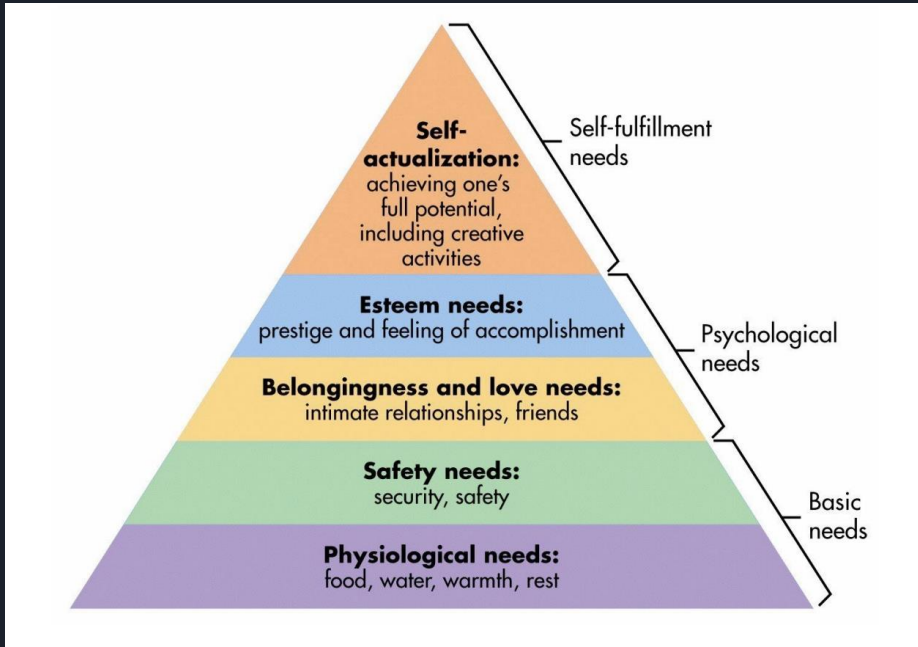 Self-
actualization:
achieving one's
full potential,
including creative
activities
Self-fulfillment
needs
Esteem needs:
prestige and feeling of accomplishment
Psychological
needs
Belongingness and love needs:
intimate relationships, friends
Safety needs:
security, safety
Basic
needs
Physiological needs:
food, water, warmth, rest